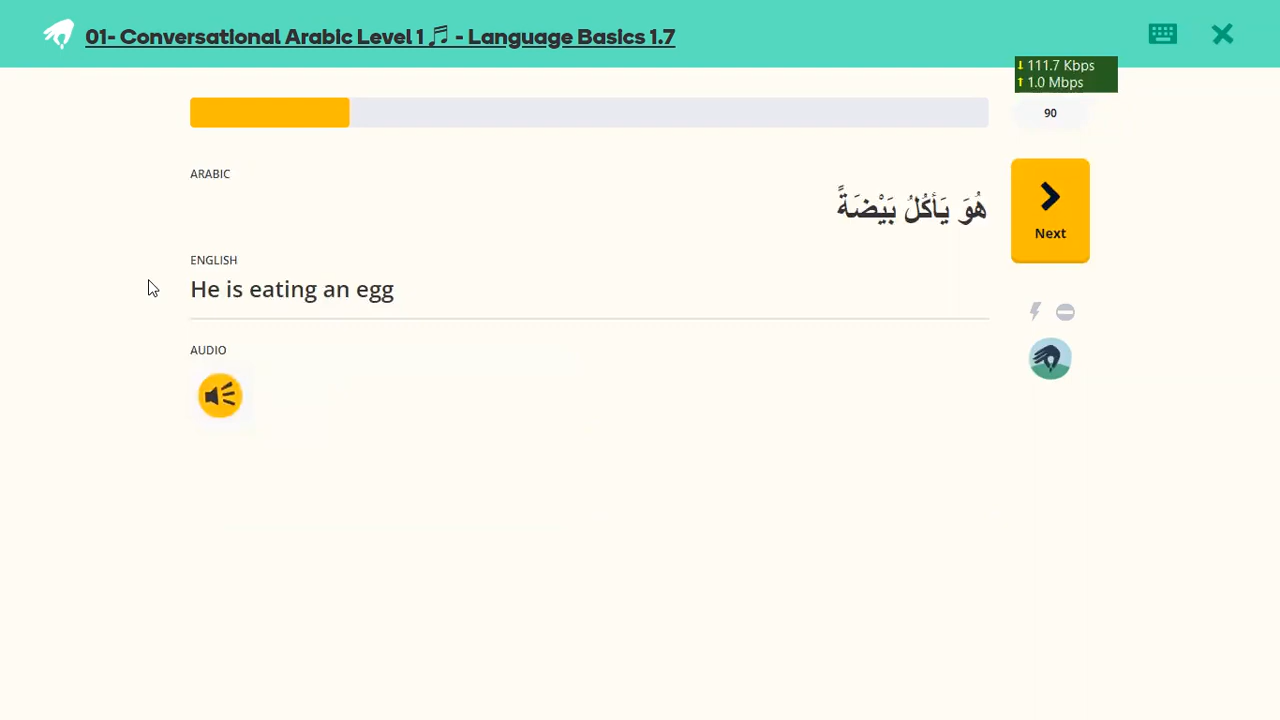 01- Conversational Arabic Level 1 🎵 - Language Basics 1.7
111.7 Kbps
1.0 Mbps
90
ARABIC
هُوَ يَأكُلُ بَيْضَةً
Next
ENGLISH
He is eating an egg
AUDIO